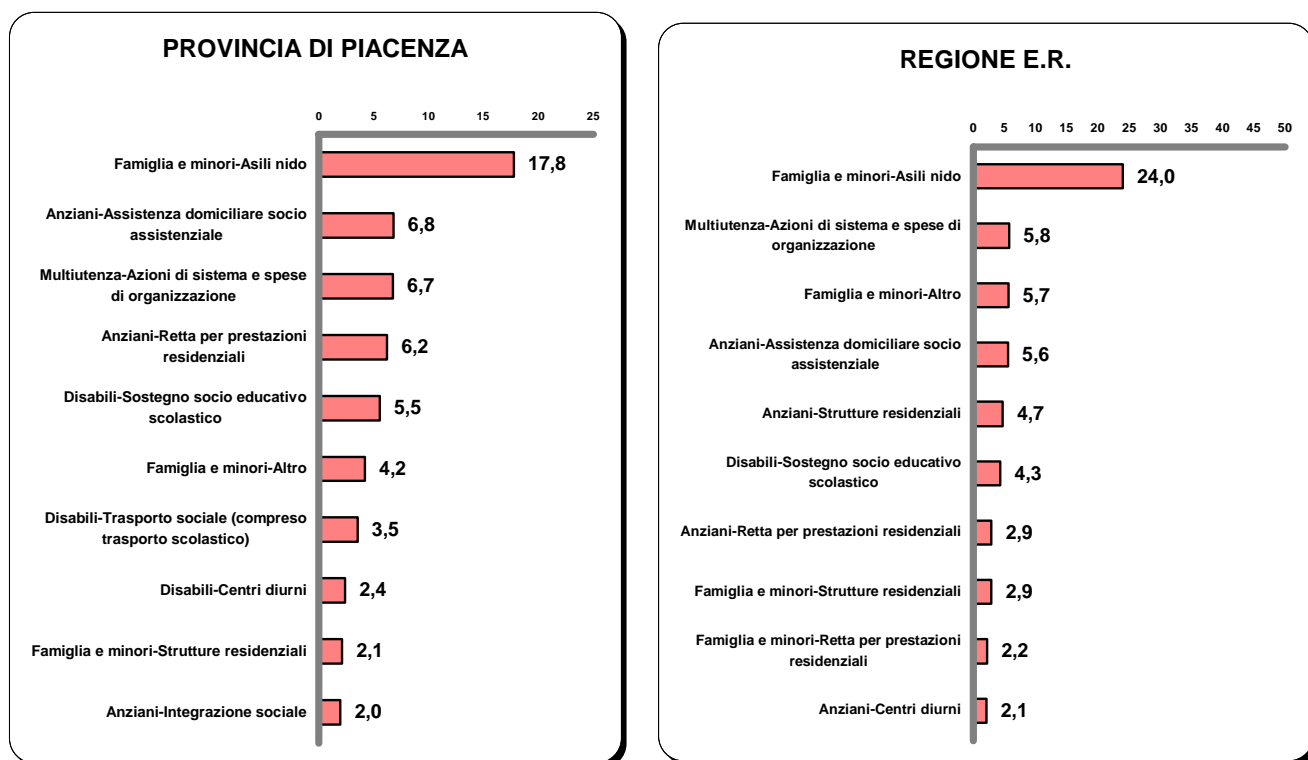 PROVINCIA DI PIACENZA
0 5 10 15 20 25
Famiglia e minori-Asili nido 17,8
Anziani-Assistenza domiciliare socio
assistenziale 6,8
Multiutenza-Azioni di sistema e spese
di organizzazione 6,7
Anziani-Retta per prestazioni
residenziali 6,2
Disabili-Sostegno socio educativo
scolastico 5,5
Famiglia e minori-Altro 4,2
Disabili-Trasporto sociale (compreso
trasporto scolastico) 3,5
Disabili-Centri diurni 2,4
Famiglia e minori-Strutture residenziali 2,1
Anziani-Integrazione sociale 2,0
REGIONE E.R.
0 5 10 15 20 25 30 35 40 45 50
Famiglia e minori-Asili nido 24,0
Multiutenza-Azioni di sistema e spese di
organizzazione 5,8
Famiglia e minori-Altro 5,7
Anziani-Assistenza domiciliare socio
assistenziale 5,6
Anziani-Strutture residenziali 4,7
Disabili-Sostegno socio educativo
scolastico 4,3
Anziani-Retta per prestazioni residenziali 2,9
Famiglia e minori-Strutture residenziali 2,9
Famiglia e minori-Retta per prestazioni
residenziali 2,2
Anziani-Centri diurni 2,1